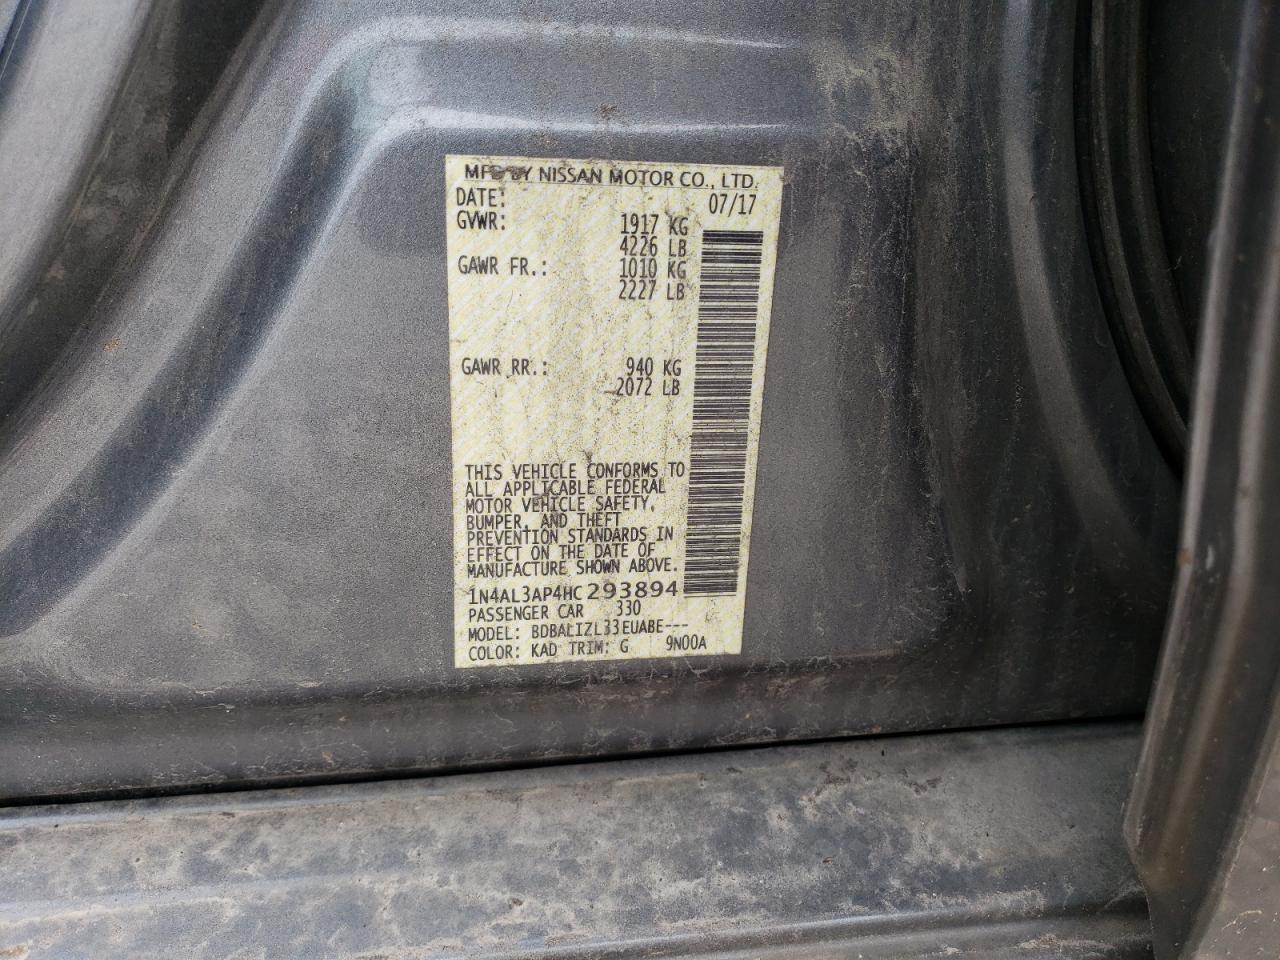 MFD BY NISSAN MOTOR CO., LTD.
DATE: 07/17
GVWR: 1917 KG
4226 LB
GAWR FR.: 1010 KG
2227 LB
GAWR RR.: 940 KG
2072 LB
THIS VEHICLE CONFORMS TO
ALL APPLICABLE FEDERAL
MOTOR VEHICLE SAFETY,
BUMPER, AND THEFT
PREVENTION STANDARDS IN
EFFECT ON THE DATE OF
MANUFACTURE SHOWN ABOVE.
1N4AL3AP4HC293894
PASSENGER CAR 330
MODEL: BDBALIZL33EUABE---
COLOR: KAD TRIM: G 9N00A